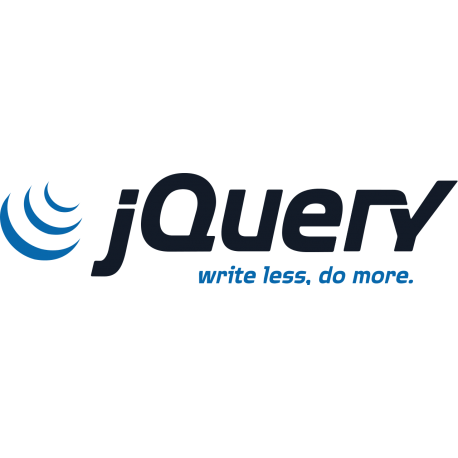 jQuery
write less, do more.